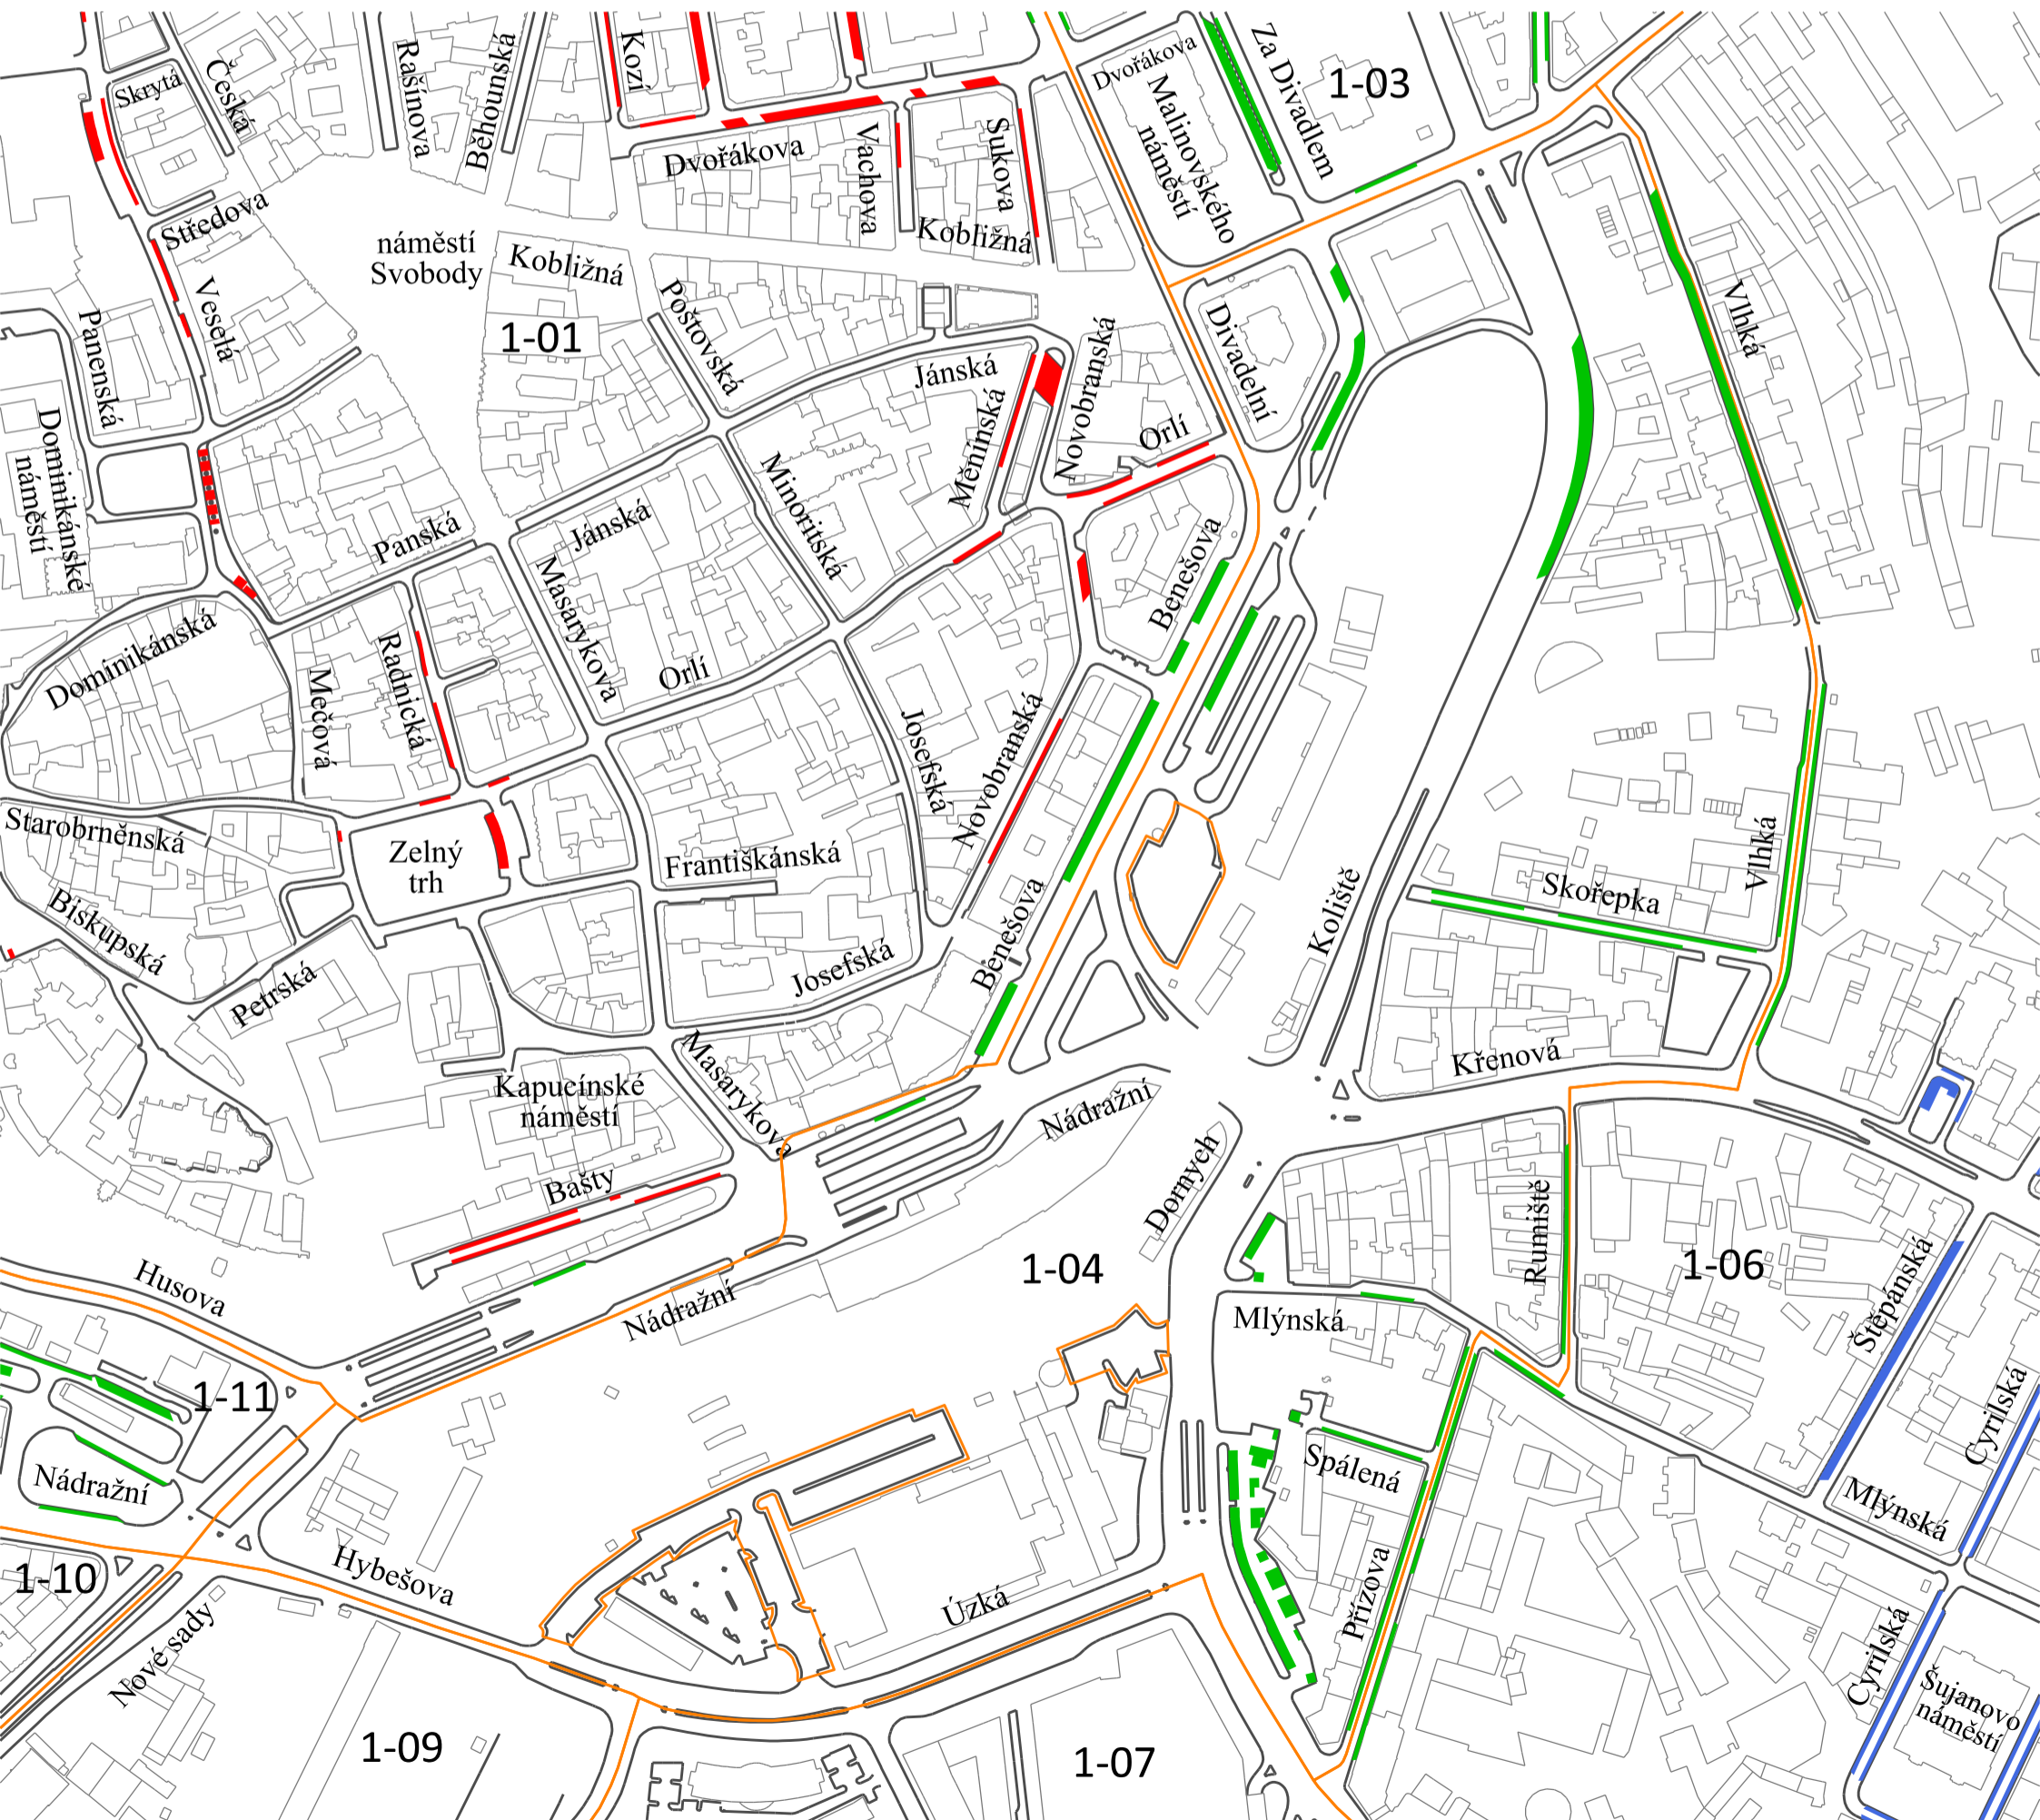 Skrytá
Česká
Rašínova
Běhounská
Kozí
Dvořákova
Vachova
Sukova
Kobližná
Dvořákova
Malinovského
náměstí
Za Divadlem
1-03
Středova
náměstí
Svobody
Kobližná
Veselá
Panenská
1-01
Poštovská
Jánská
Novobranská
Divadelní
Vlhká
Dominikánské
náměstí
Měnínská
Orlí
Minoritská
Panská
Jánská
Masarykova
Benešova
Dominikánská
Mečová
Radnická
Orlí
Josefská
Novobranská
Starobrněnská
Zelný
trh
Františkánská
Vlhká
Skořepka
Koliště
Biskupská
Petrská
Josefská
Benešova
Masarykova
Kapucínské
náměstí
Nádražní
Křenová
Bašty
Dornych
Rumiště
1-04
1-06
Husova
Nádražní
Mlýnská
Štěpánská
Cyrilská
1-11
Nádražní
Spálená
Mlýnská
1-10
Hybešova
Nové sady
Úzká
Přízova
Cyrilská
Šujanovo
náměstí
1-09
1-07